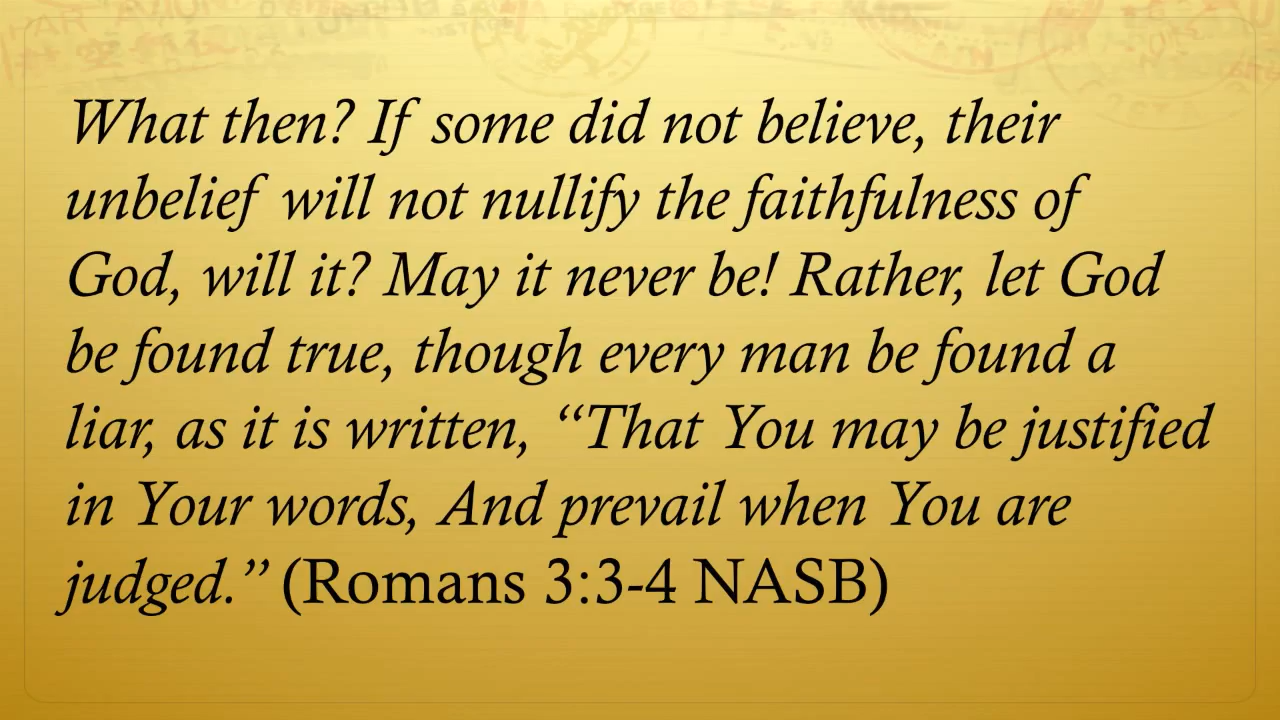 What then? If some did not believe, their
unbelief will not nullify the faithfulness of
God, will it? May it never be! Rather, let God
be found true, though every man be found a
liar, as it is written, “That You may be justified
in Your words, And prevail when You are
judged.” (Romans 3:3-4 NASB)